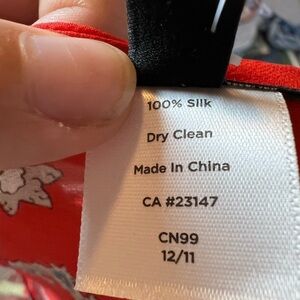 100% Silk
Dry Clean
Made In China
CA #23147
CN99
12/11